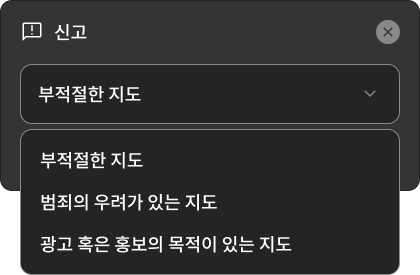 신고
부적절한 지도
부적절한 지도
범죄의 우려가 있는 지도
광고 혹은 홍보의 목적이 있는 지도